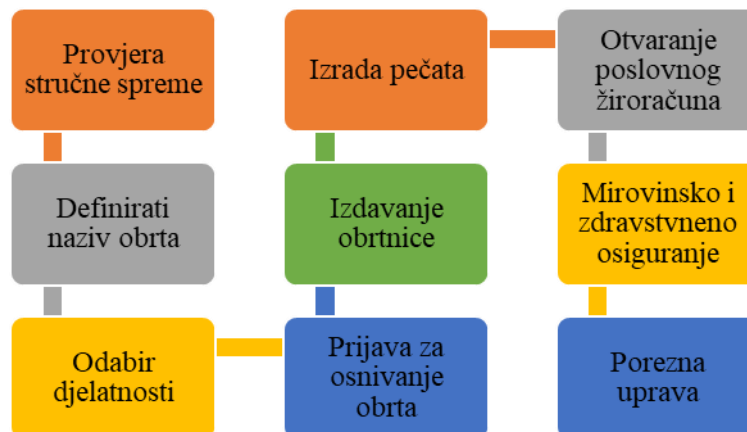 Provjera
stručne spreme
Definirati
naziv obrta
Odabir
djelatnosti
Prijava za
osnivanje
obrta
Izdavanje
obrtnice
Izrada pečata
Otvaranje
poslovnog
žiroračuna
Mirovinsko i
zdravstvneno
osiguranje
Porezna
uprava